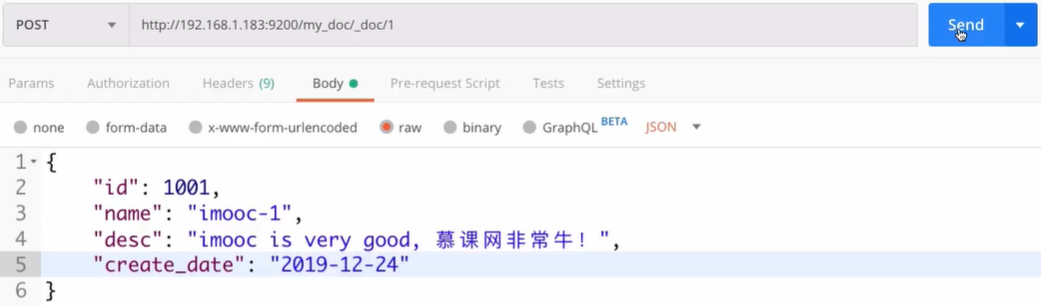 POST http://192.168.1.183:9200/my_doc/_doc/1 Send
Params Authorization Headers (9) Body Pre-request Script Tests Settings
none form-data x-www-form-urlencoded raw binary GraphQL BETA JSON
1 {
2 "id": 1001,
3 "name": "imooc-1",
4 "desc": "imooc is very good, 慕课网非常牛！",
5 "create_date": "2019-12-24"
6 }